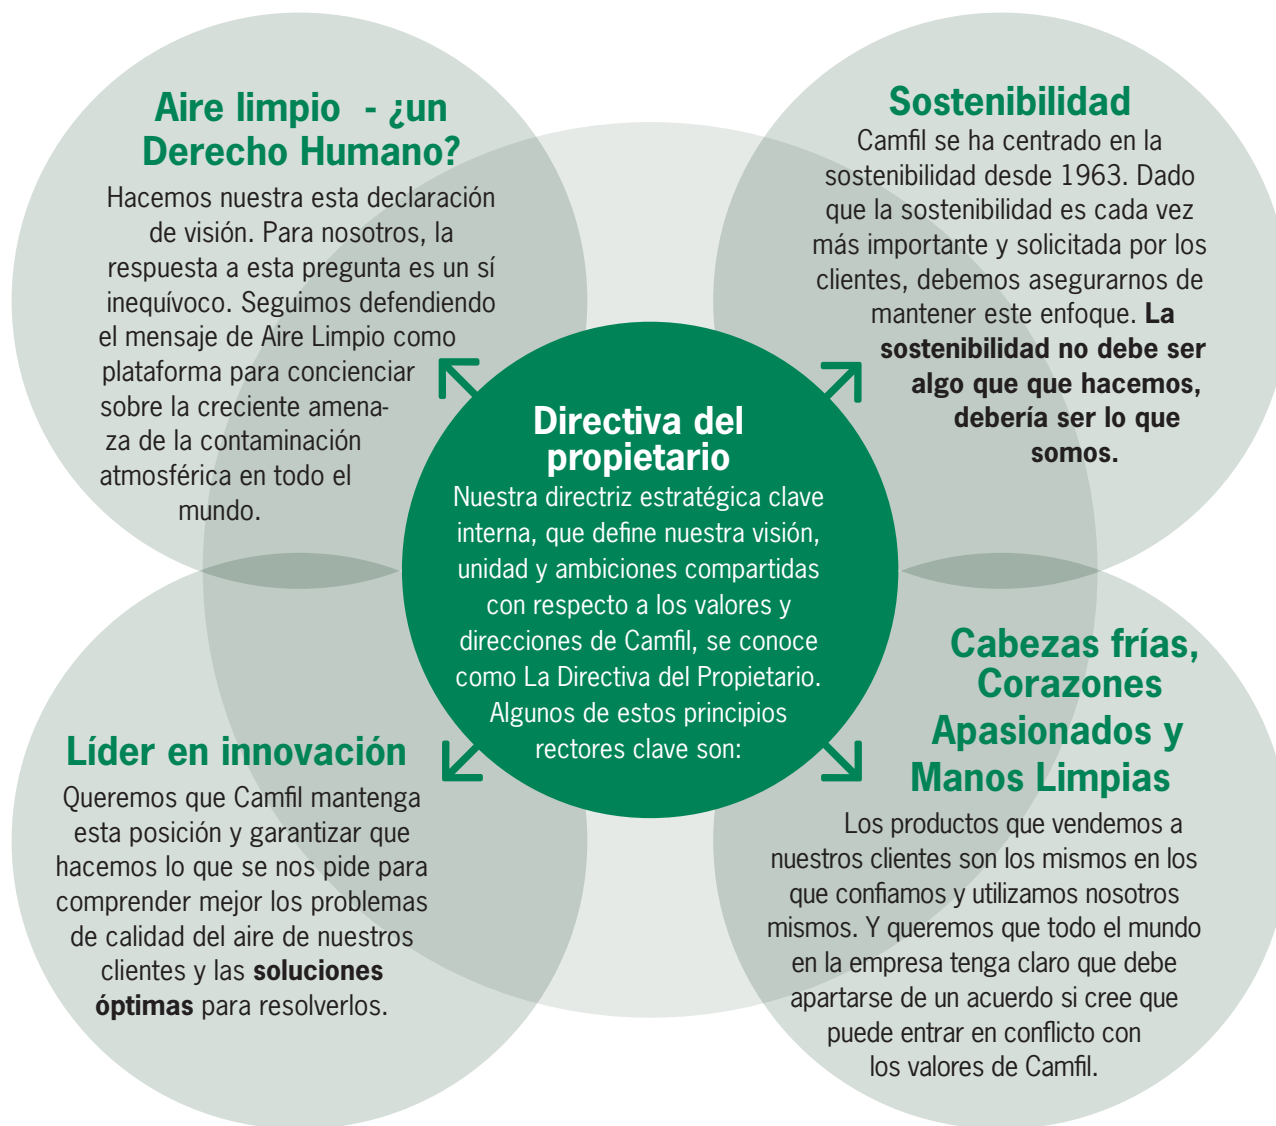 Aire limpio - ¿un
Derecho Humano?
Hacemos nuestra esta declaración
de visión. Para nosotros, la
respuesta a esta pregunta es un sí
inequívoco. Seguimos defendiendo
el mensaje de Aire Limpio como
plataforma para concienciar
sobre la creciente amena-
za de la contaminación
atmosférica en todo el
mundo.
Sostenibilidad
Camfil se ha centrado en la
sostenibilidad desde 1963. Dado
que la sostenibilidad es cada vez
más importante y solicitada por los
clientes, debemos asegurarnos de
mantener este enfoque. La
sostenibilidad no debe ser
algo que que hacemos,
debería ser lo que
somos.
Directiva del
propietario
Nuestra directriz estratégica clave
interna, que define nuestra visión,
unidad y ambiciones compartidas
con respecto a los valores y
direcciones de Camfil, se conoce
como La Directiva del Propietario.
Algunos de estos principios
rectores clave son:
Líder en innovación
Queremos que Camfil mantenga
esta posición y garantizar que
hacemos lo que se nos pide para
comprender mejor los problemas
de calidad del aire de nuestros
clientes y las soluciones
óptimas para resolverlos.
Cabezas frías,
Corazones
Apasionados y
Manos Limpias
Los productos que vendemos a
nuestros clientes son los mismos en los
que confiamos y utilizamos nosotros
mismos. Y queremos que todo el mundo
en la empresa tenga claro que debe
apartarse de un acuerdo si cree que
puede entrar en conflicto con
los valores de Camfil.